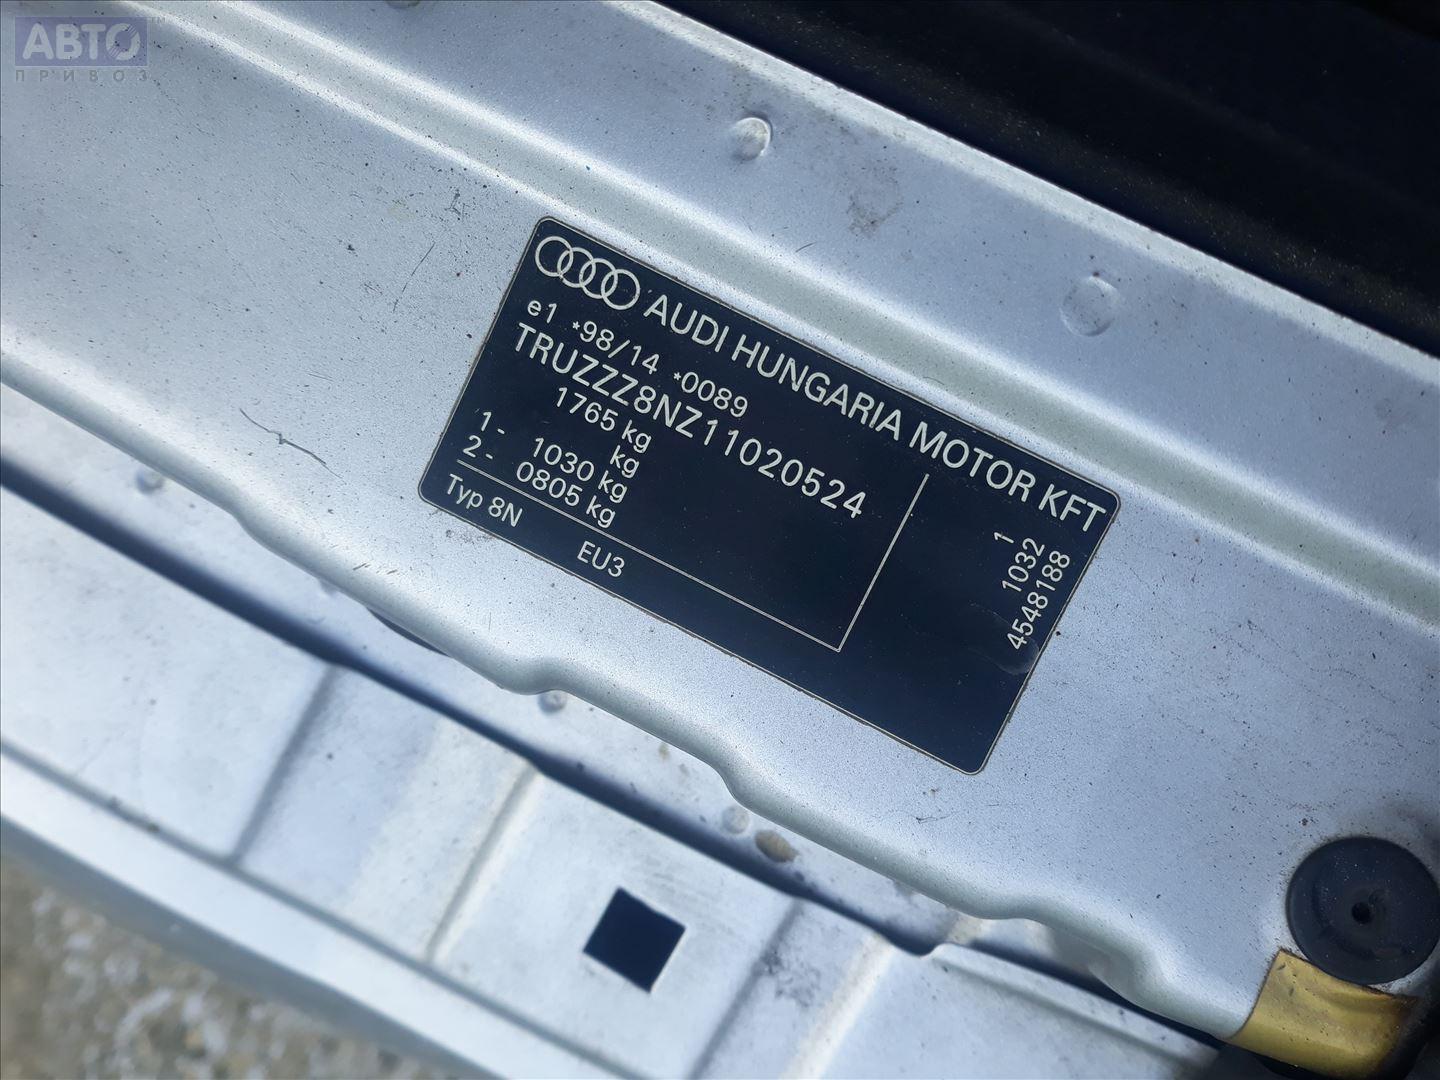 АВТО
ПРИВОЗ
AUDI HUNGARIA MOTOR KFT
e1 *98/14 *0089
TRUZZZ8NZ11020524
1765 kg
kg
1- 1030 kg
2- 0805 kg
Typ 8N
EU3
1
1032
4548188